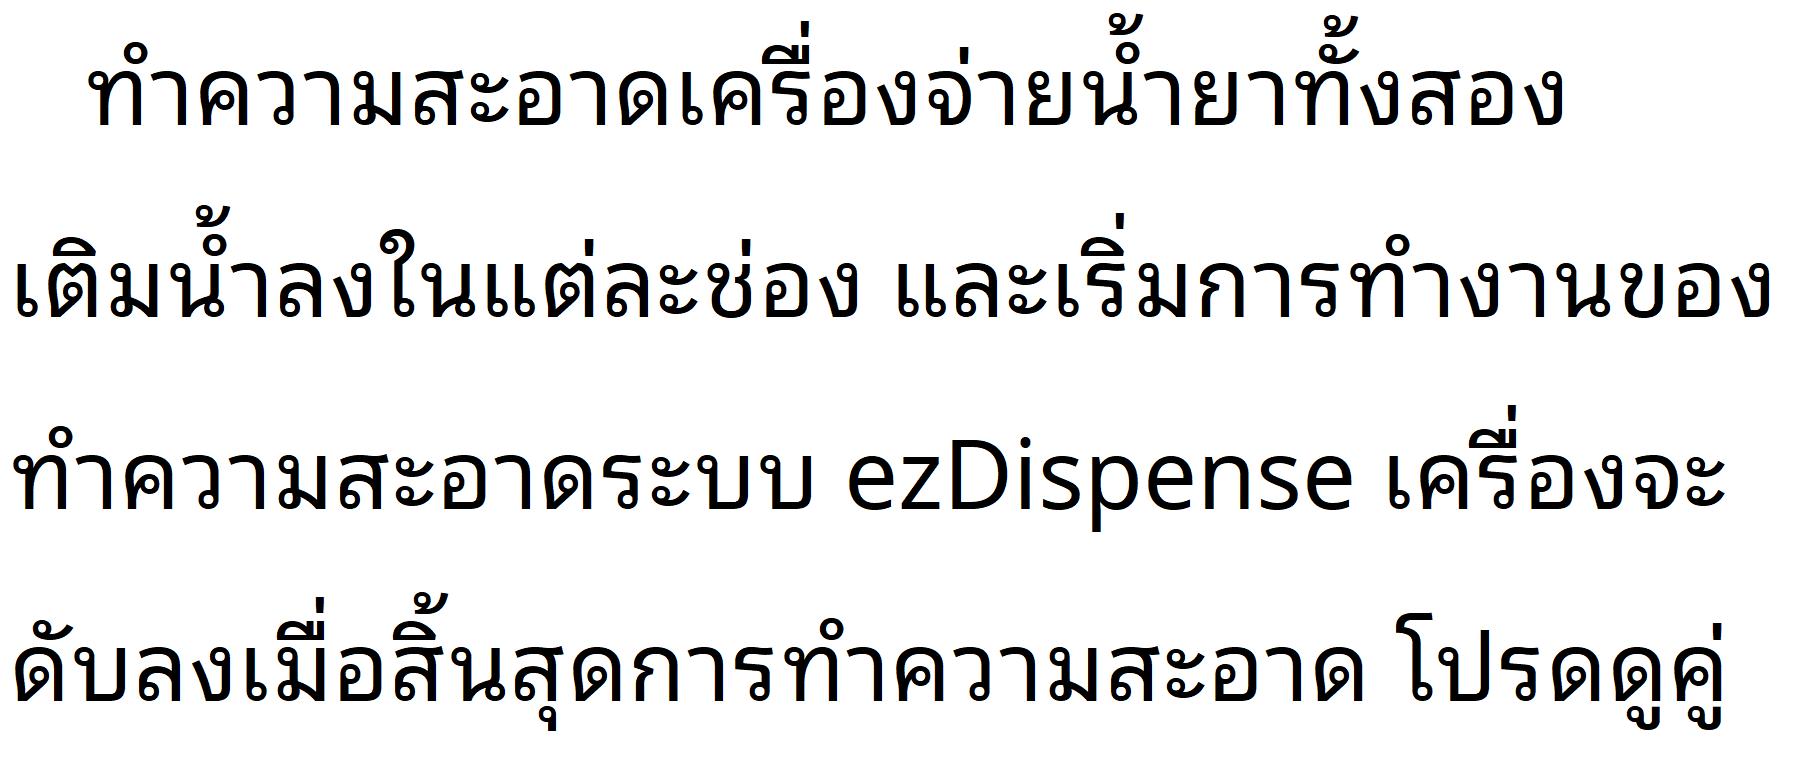 ทำความสะอาดเครื่องจ่ายน้ำยาทั้งสอง
เติมน้ำลงในแต่ละช่อง และเริ่มการทำงานของ
ทำความสะอาดระบบ ezDispense เครื่องจะ
ดับลงเมื่อสิ้นสุดการทำความสะอาด โปรดดูคู่